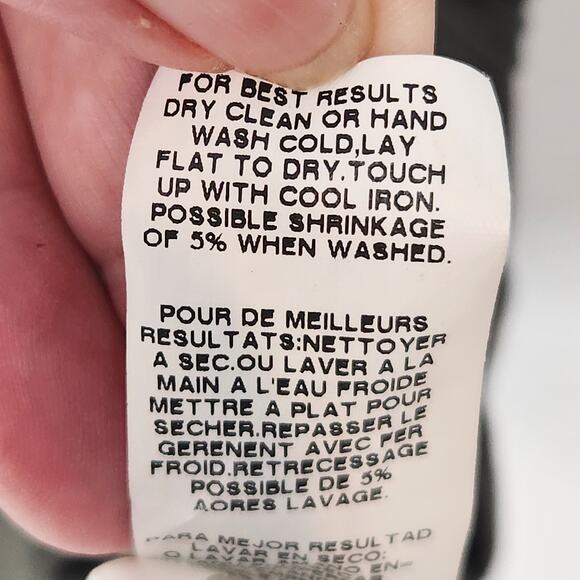 FOR BEST RESULTS
DRY CLEAN OR HAND
WASH COLD,LAY
FLAT TO DRY.TOUCH
UP WITH COOL IRON.
POSSIBLE SHRINKAGE
OF 5% WHEN WASHED.
POUR DE MEILLEURS
RESULTATS:NETTOYER
A SEC.OU LAVER A LA
MAIN A L'EAU FROIDE
METTRE A PLAT POUR
SECHER.REPASSER LE
GERENENT AVEC FER
FROID.RETRECESSAGE
POSSIBLE DE 5%
AORES LAVAGE.
PARA MEJOR RESULTAD
LAVAR EN SECO: